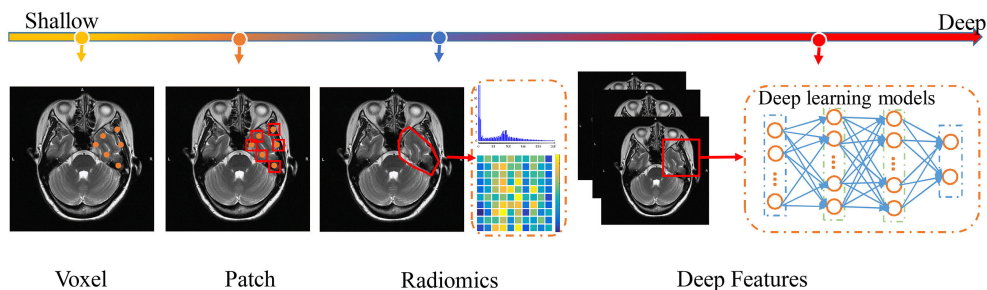 Shallow
Deep
Deep learning models
Voxel
Patch
Radiomics
Deep Features